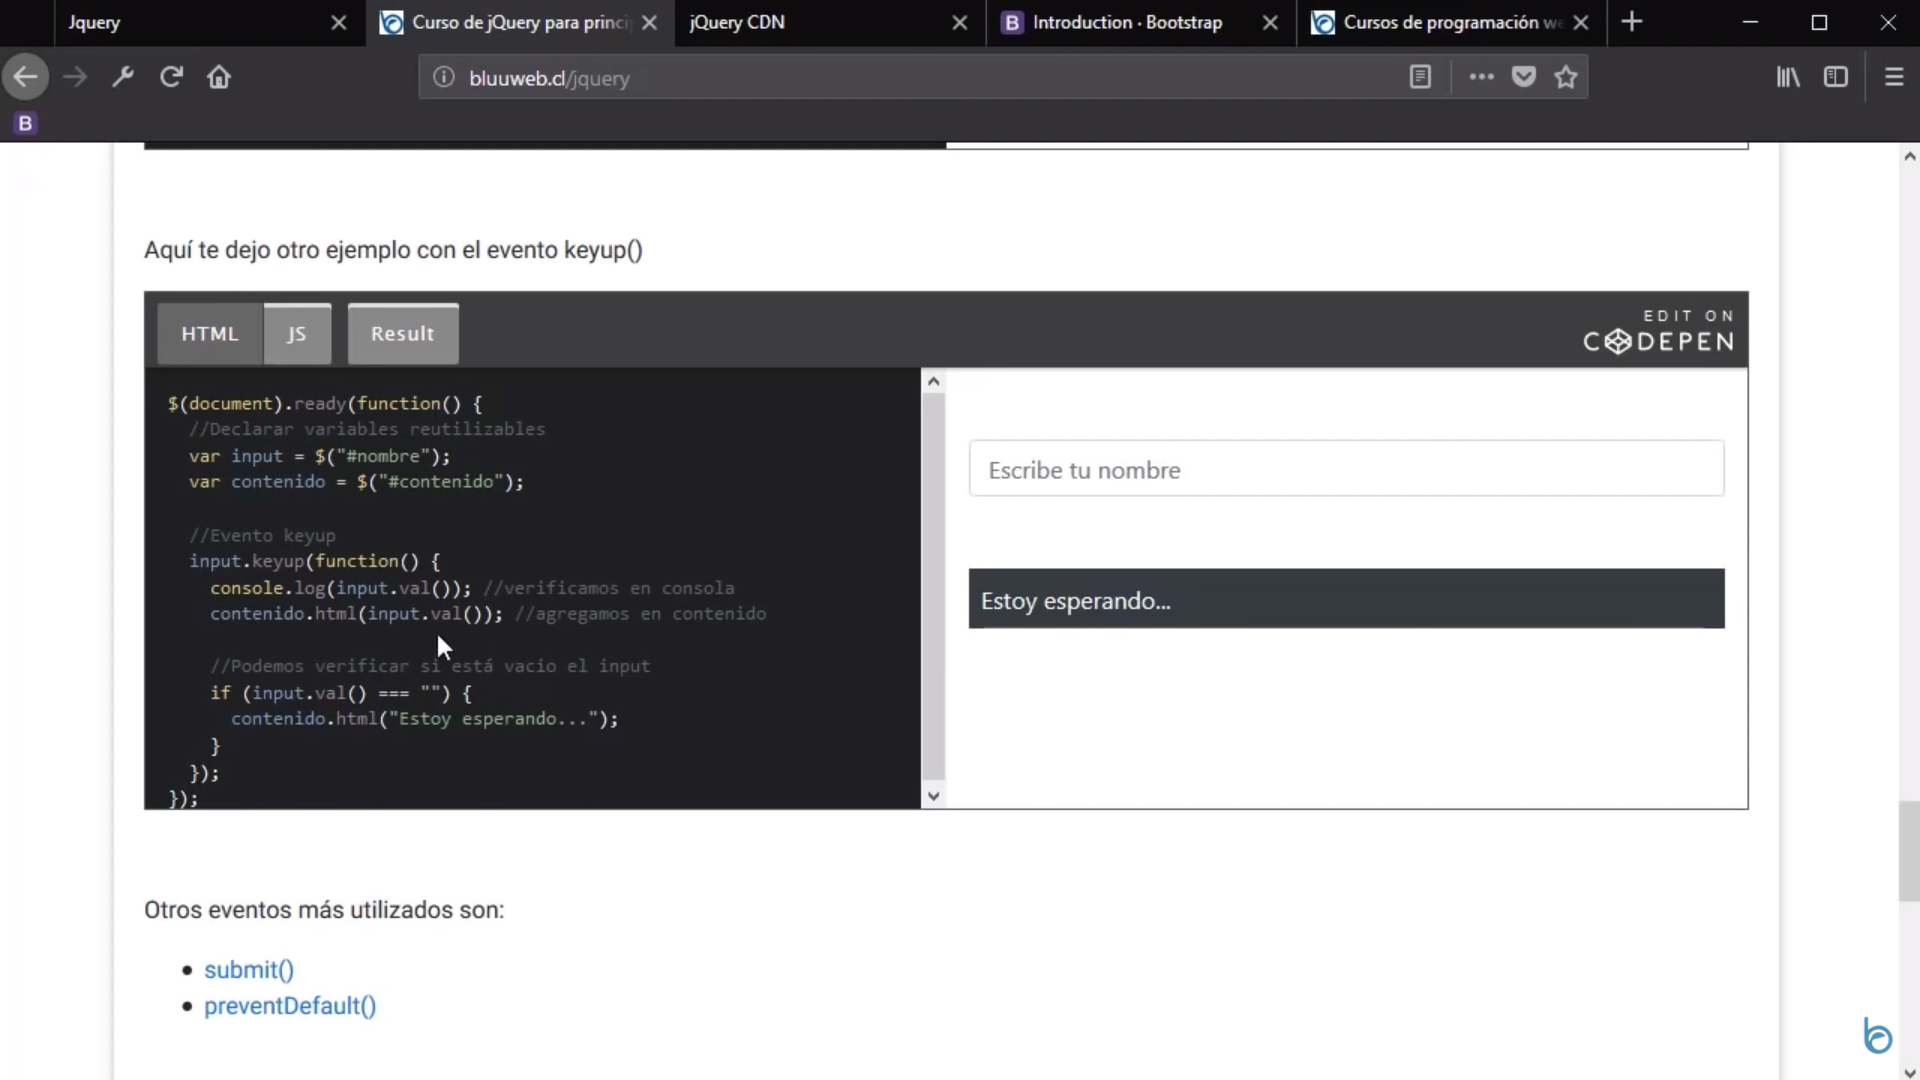 Jquery
Curso de jQuery para princi
jQuery CDN
B Introduction · Bootstrap
Cursos de programación we
bluuweb.cl/jquery
B
Aquí te dejo otro ejemplo con el evento keyup()
HTML
JS
Result
EDIT ON
CODEPEN
$(document).ready(function() {
//Declarar variables reutilizables
var input = $("#nombre");
var contenido = $("#contenido");
//Evento keyup
input.keyup(function() {
console.log(input.val()); //verificamos en consola
contenido.html(input.val()); //agregamos en contenido
//Podemos verificar si está vacio el input
if (input.val() === "") {
contenido.html("Estoy esperando...");
}
});
});
Escribe tu nombre
Estoy esperando...
Otros eventos más utilizados son:
submit()
preventDefault()